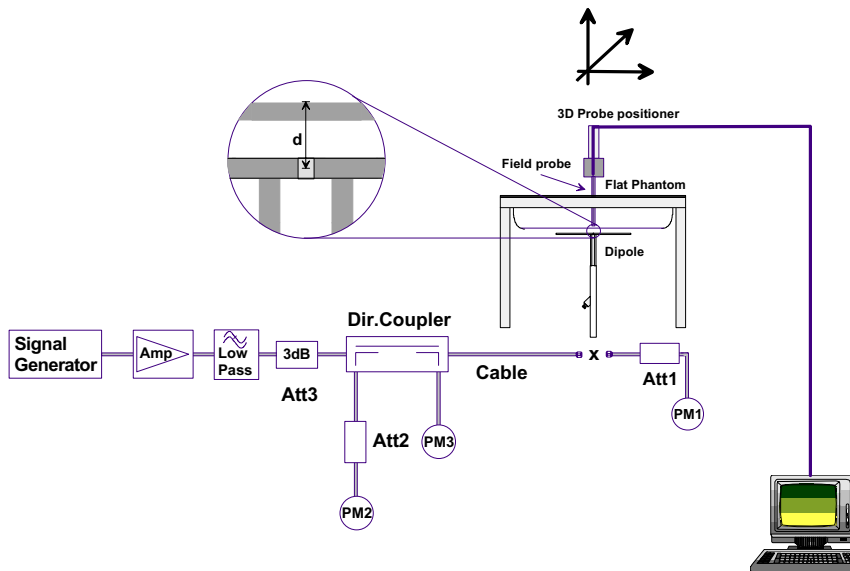 3D Probe positioner
d
Field probe
Flat Phantom
Dipole
Dir.Coupler
Signal
Generator
Amp
Low
Pass
3dB
Att3
Cable
x
Att1
PM1
Att2
PM3
PM2